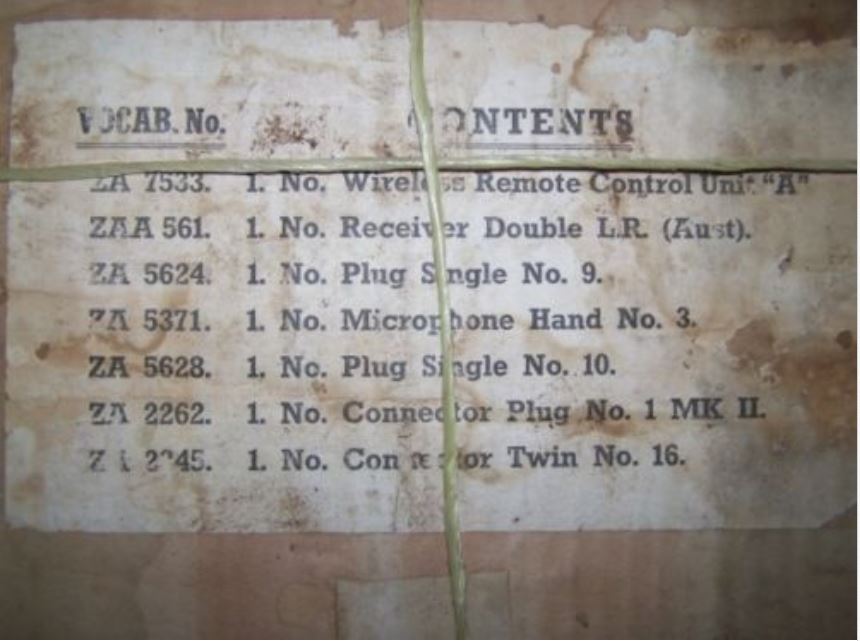 VOCAB. No. CONTENTS
ZA 7533. 1. No. Wireless Remote Control Unit "A"
ZAA 561. 1. No. Receiver Double L.R. (Aust).
ZA 5624. 1. No. Plug Single No. 9.
ZA 5371. 1. No. Microphone Hand No. 3.
ZA 5628. 1. No. Plug Single No. 10.
ZA 2262. 1. No. Connector Plug No. 1 MK II.
ZA 1. No. Connector Twin No. 16.